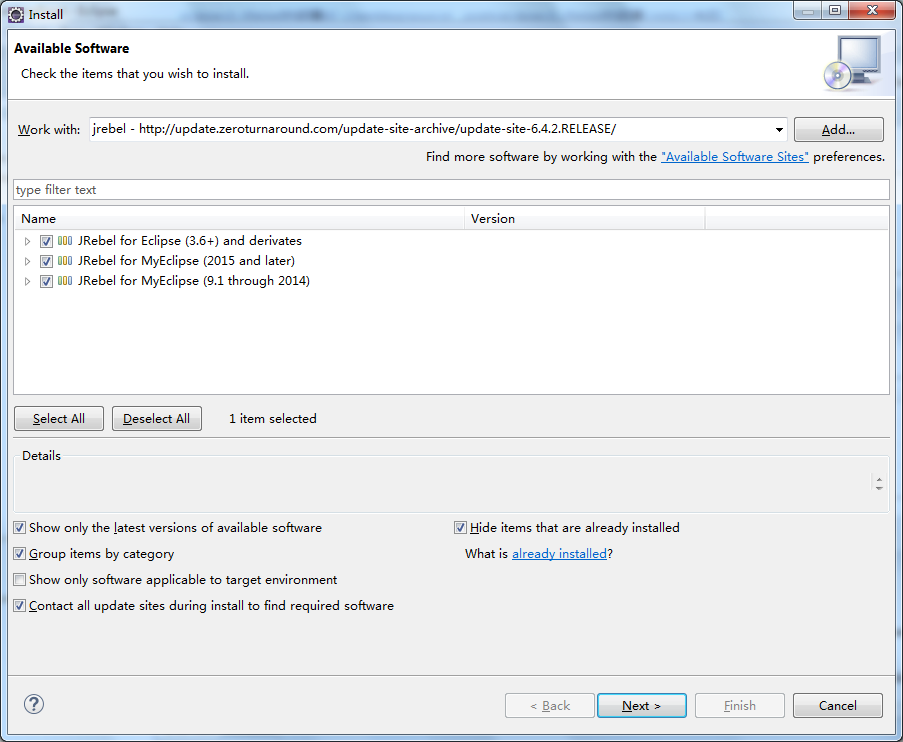 Install
Available Software
Check the items that you wish to install.
Work with: jrebel - http://update.zeroturnaround.com/update-site-archive/update-site-6.4.2.RELEASE/ Add...
Find more software by working with the "Available Software Sites" preferences.
type filter text
Name Version
JRebel for Eclipse (3.6+) and derivates
JRebel for MyEclipse (2015 and later)
JRebel for MyEclipse (9.1 through 2014)
Select All Deselect All 1 item selected
Details
Show only the latest versions of available software Hide items that are already installed
Group items by category What is already installed?
Show only software applicable to target environment
Contact all update sites during install to find required software
? < Back Next > Finish Cancel